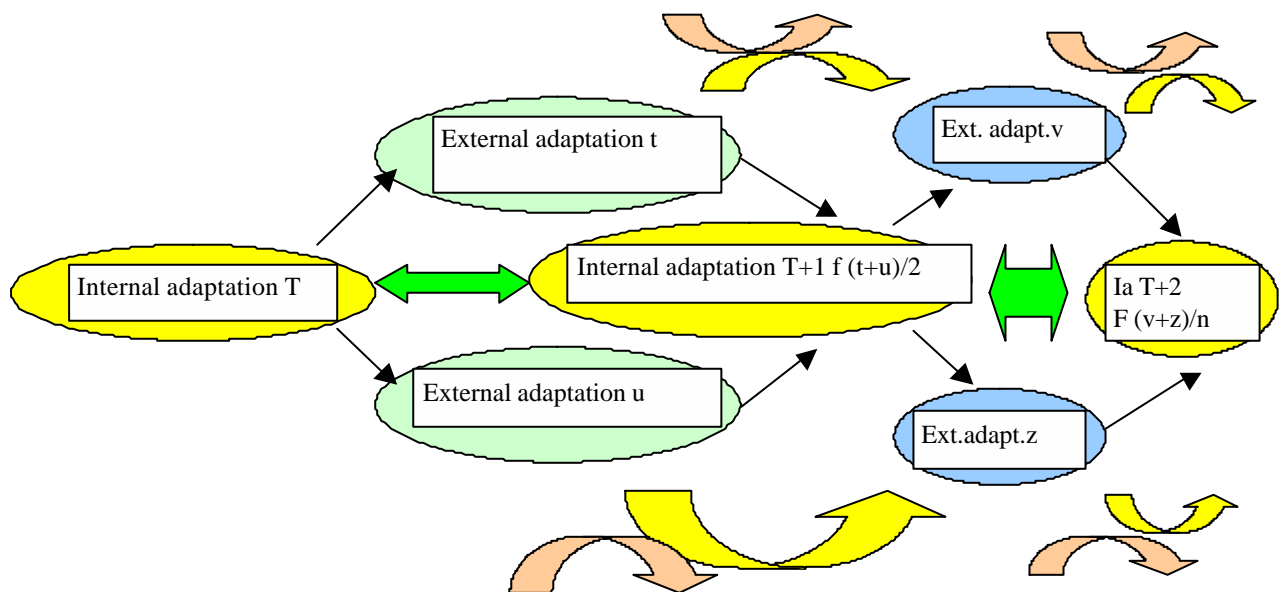 External adaptation t
Ext. adapt.v
Internal adaptation T
Internal adaptation T+1 f (t+u)/2
Ia T+2
F (v+z)/n
External adaptation u
Ext.adapt.z